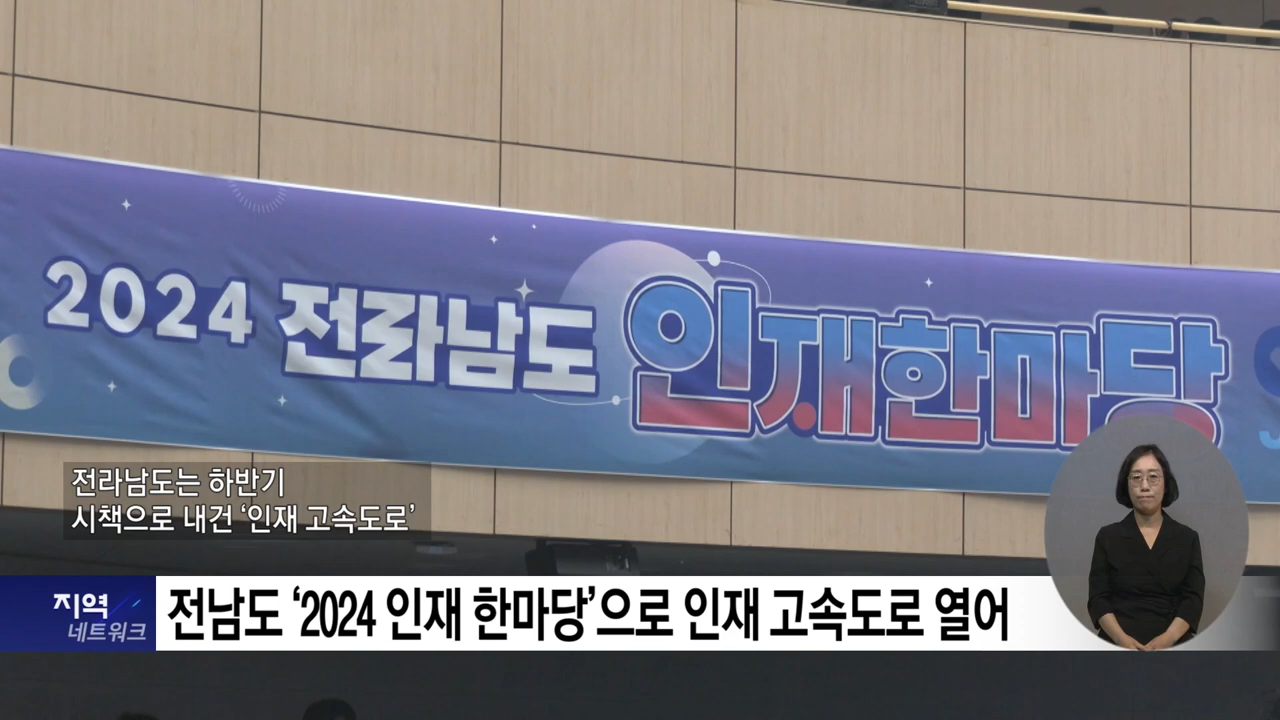 2024 전라남도 인재한마당
전라남도는 하반기
시책으로 내건 ‘인재 고속도로’
지역
네트워크
전남도 ‘2024 인재 한마당’으로 인재 고속도로 열어